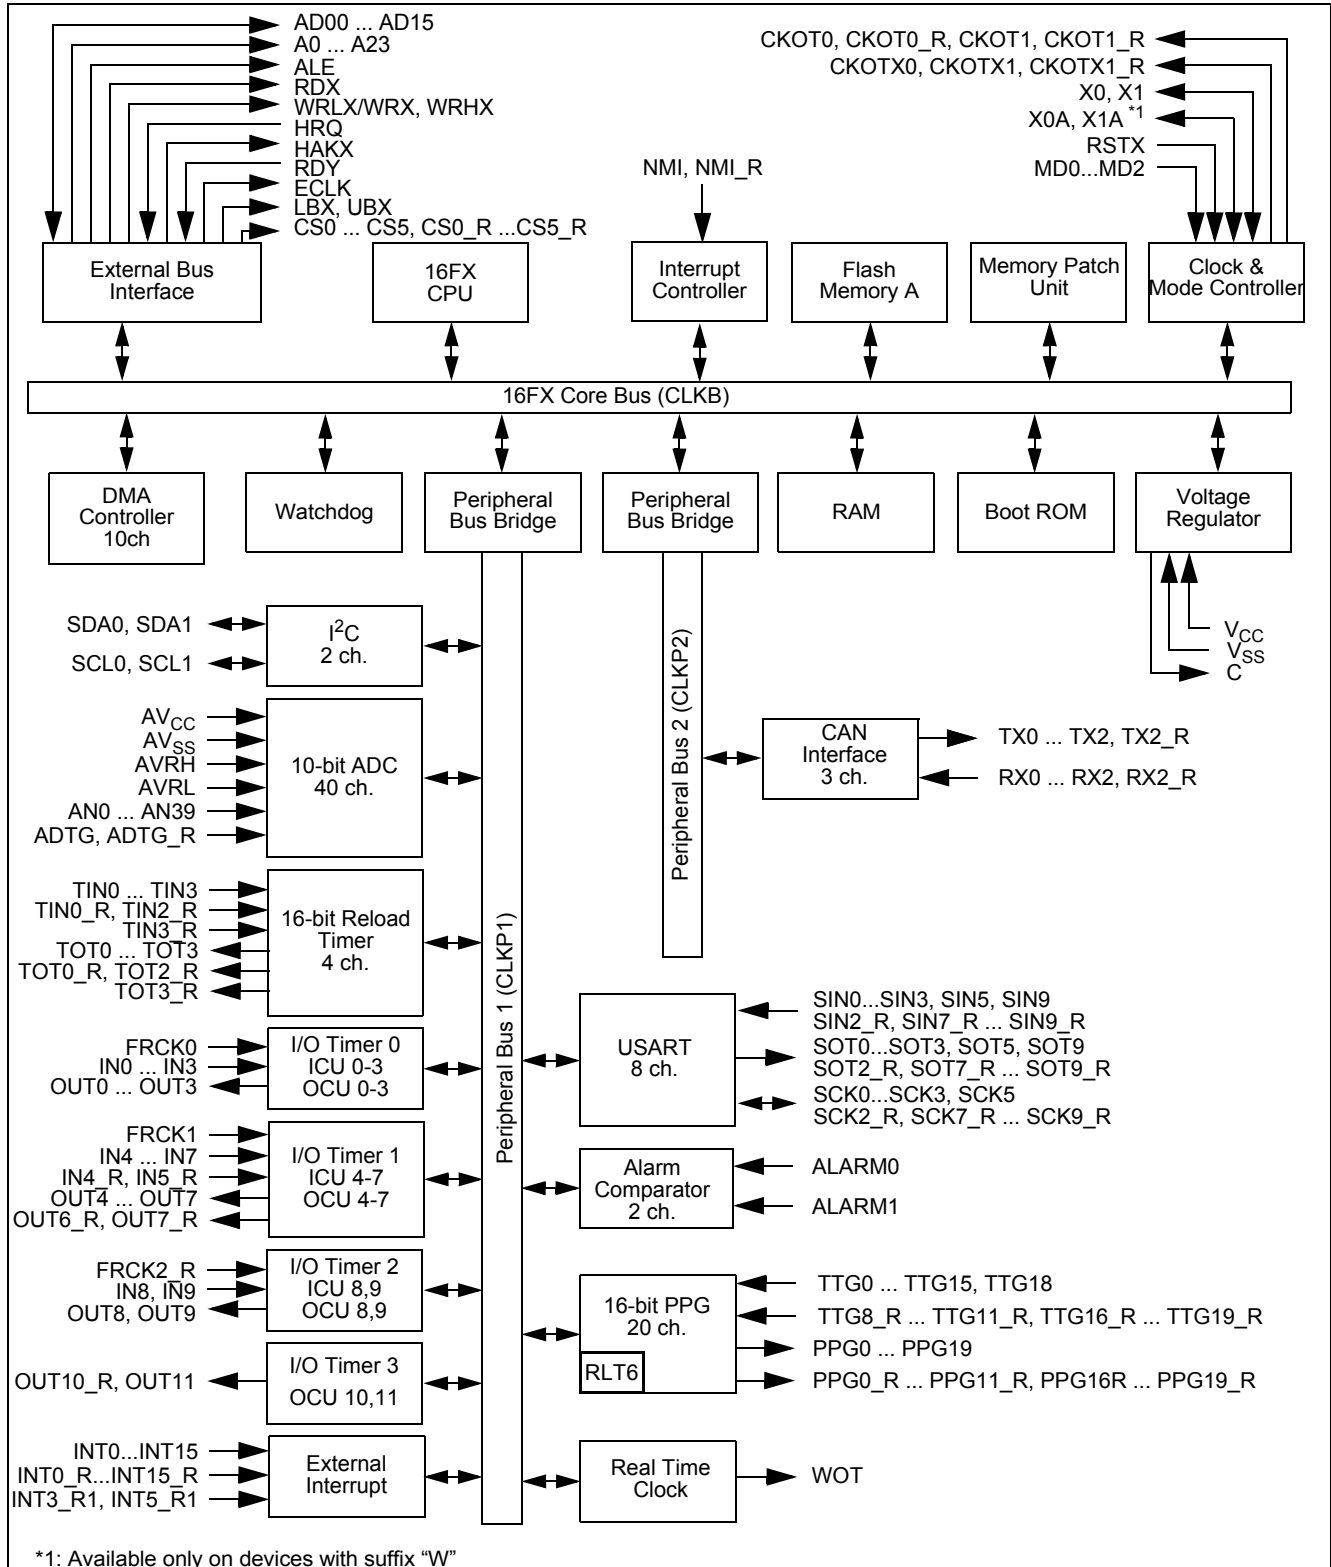 AD00 ... AD15
A0 ... A23
ALE
RDX
WRLX/WRX, WRHX
HRQ
HAKX
RDY
ECLK
LBX, UBX
CS0 ... CS5, CS0_R ...CS5_R
NMI, NMI_R
CKOT0, CKOT0_R, CKOT1, CKOT1_R
CKOTX0, CKOTX1, CKOTX1_R
X0, X1
X0A, X1A *1
RSTX
MD0...MD2
External Bus
Interface
16FX
CPU
Interrupt
Controller
Flash
Memory A
Memory Patch
Unit
Clock &
Mode Controller
16FX Core Bus (CLKB)
DMA
Controller
10ch
Watchdog
Peripheral
Bus Bridge
Peripheral
Bus Bridge
RAM
Boot ROM
Voltage
Regulator
VCC
VSS
C
Peripheral Bus 1 (CLKP1)
Peripheral Bus 2 (CLKP2)
SDA0, SDA1
SCL0, SCL1
I2C
2 ch.
AVCC
AVSS
AVRH
AVRL
AN0 ... AN39
ADTG, ADTG_R
10-bit ADC
40 ch.
CAN
Interface
3 ch.
TX0 ... TX2, TX2_R
RX0 ... RX2, RX2_R
TIN0 ... TIN3
TIN0_R, TIN2_R
TIN3_R
TOT0 ... TOT3
TOT0_R, TOT2_R
TOT3_R
16-bit Reload
Timer
4 ch.
FRCK0
IN0 ... IN3
OUT0 ... OUT3
I/O Timer 0
ICU 0-3
OCU 0-3
USART
8 ch.
SIN0...SIN3, SIN5, SIN9
SIN2_R, SIN7_R ... SIN9_R
SOT0...SOT3, SOT5, SOT9
SOT2_R, SOT7_R ... SOT9_R
SCK0...SCK3, SCK5
SCK2_R, SCK7_R ... SCK9_R
FRCK1
IN4 ... IN7
IN4_R, IN5_R
OUT4 ... OUT7
OUT6_R, OUT7_R
I/O Timer 1
ICU 4-7
OCU 4-7
Alarm
Comparator
2 ch.
ALARM0
ALARM1
FRCK2_R
IN8, IN9
OUT8, OUT9
I/O Timer 2
ICU 8,9
OCU 8,9
16-bit PPG
20 ch.
RLT6
TTG0 ... TTG15, TTG18
TTG8_R ... TTG11_R, TTG16_R ... TTG19_R
PPG0 ... PPG19
PPG0_R ... PPG11_R, PPG16R ... PPG19_R
OUT10_R, OUT11
I/O Timer 3
OCU 10,11
INT0...INT15
INT0_R...INT15_R
INT3_R1, INT5_R1
External
Interrupt
Real Time
Clock
WOT
*1: Available only on devices with suffix “W”